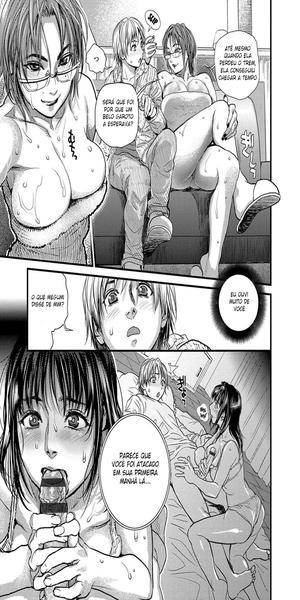 ATÉ MESMO
QUANDO ELA
PERDEU O TREM,
ELA CONSEGUIU
CHEGAR A TEMPO
SERÁ QUE FOI
POR QUE UM
BELO GAROTO
A ESPERAVA?
EU OUVI
MUITO DE
VOCÊ
O QUE MEGUMI
DISSE DE MIM?
PARECE
QUE VOCÊ FOI ATACADO
EM SUA
PRIMEIRA
MANHÃ LÁ...